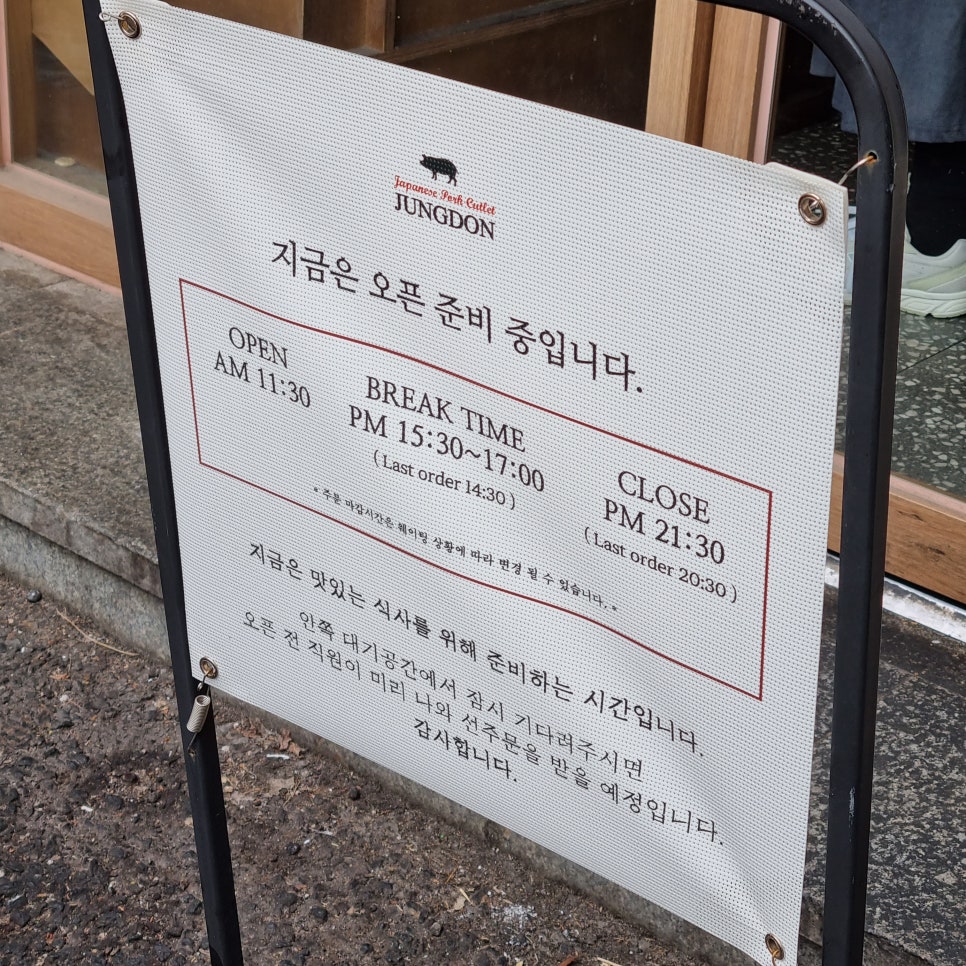 Japanese Pork Cutlet
JUNGDON
지금은 오픈 준비 중입니다.
OPEN
AM 11:30
BREAK TIME
PM 15:30~17:00
( Last order 14:30 )
CLOSE
PM 21:30
( Last order 20:30 )
* 주문 마감시간은 웨이팅 상황에 따라 변경 될 수 있습니다. *
지금은 맛있는 식사를 위해 준비하는 시간입니다.
안쪽 대기공간에서 잠시 기다려주시면
오픈 전 직원이 미리 나와 선주문을 받을 예정입니다.
감사합니다.